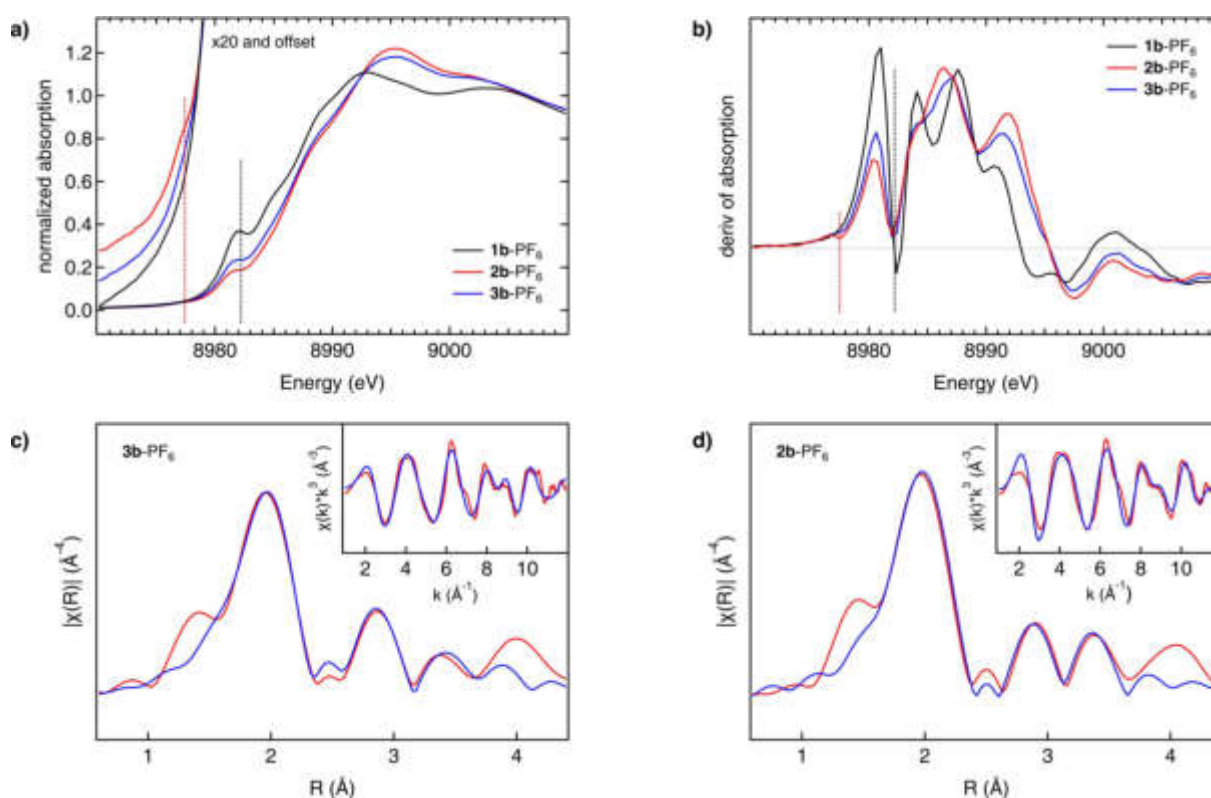 a)
x20 and offset
normalized absorption
1.2
1.0
0.8
0.6
0.4
0.2
0.0
1b-PF₆
2b-PF₆
3b-PF₆
8980
8990
9000
Energy (eV)
b)
deriv of absorption
1b-PF₆
2b-PF₆
3b-PF₆
8980
8990
9000
Energy (eV)
c)
3b-PF₆
|χ(R)| (Å⁻⁴)
χ(k)*k³ (Å⁻³)
2 4 6 8 10
k (Å⁻¹)
1 2 3 4
R (Å)
d)
2b-PF₆
|χ(R)| (Å⁻⁴)
χ(k)*k³ (Å⁻³)
2 4 6 8 10
k (Å⁻¹)
1 2 3 4
R (Å)